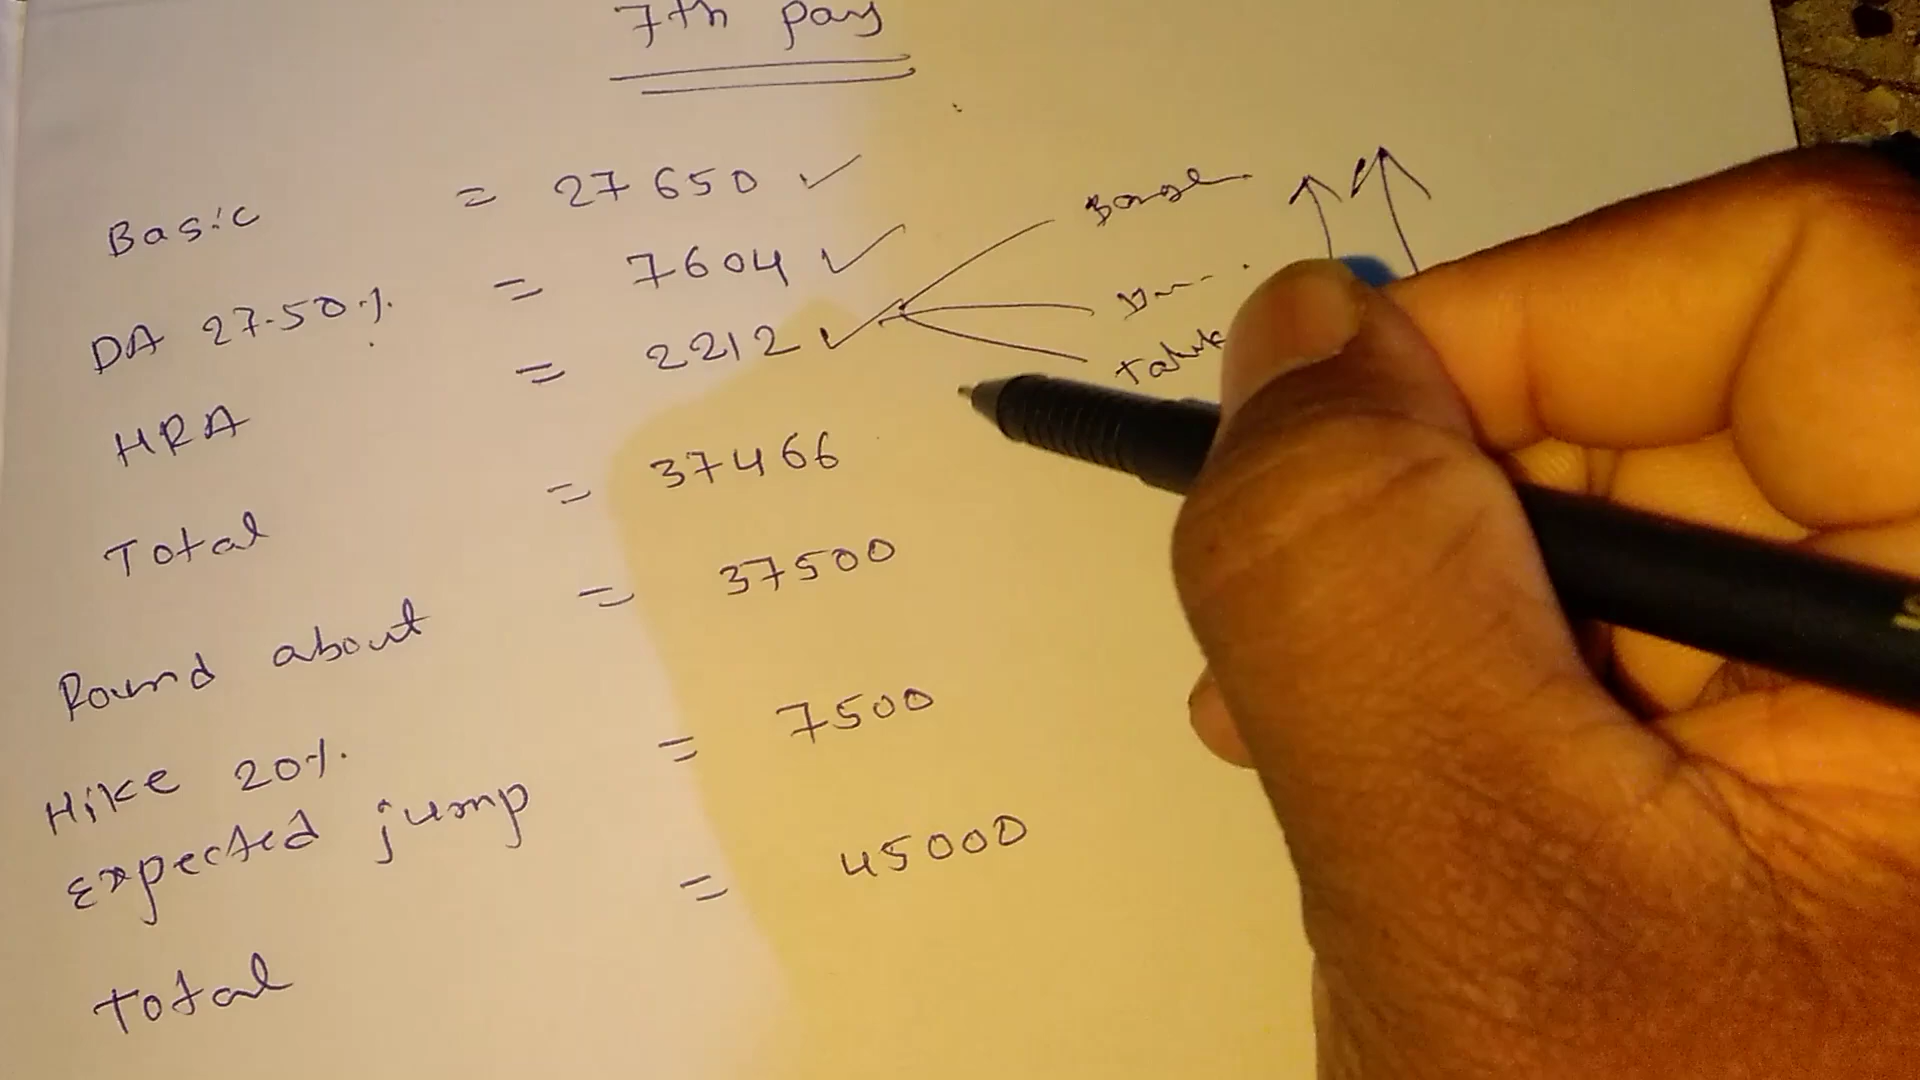 7th pay
Basic = 27650 ✓
DA 27.50% = 7604 ✓
HRA = 2212 ✓
Total = 37466
Round about = 37500
Hike 20%
expected jump = 7500
Total = 45000